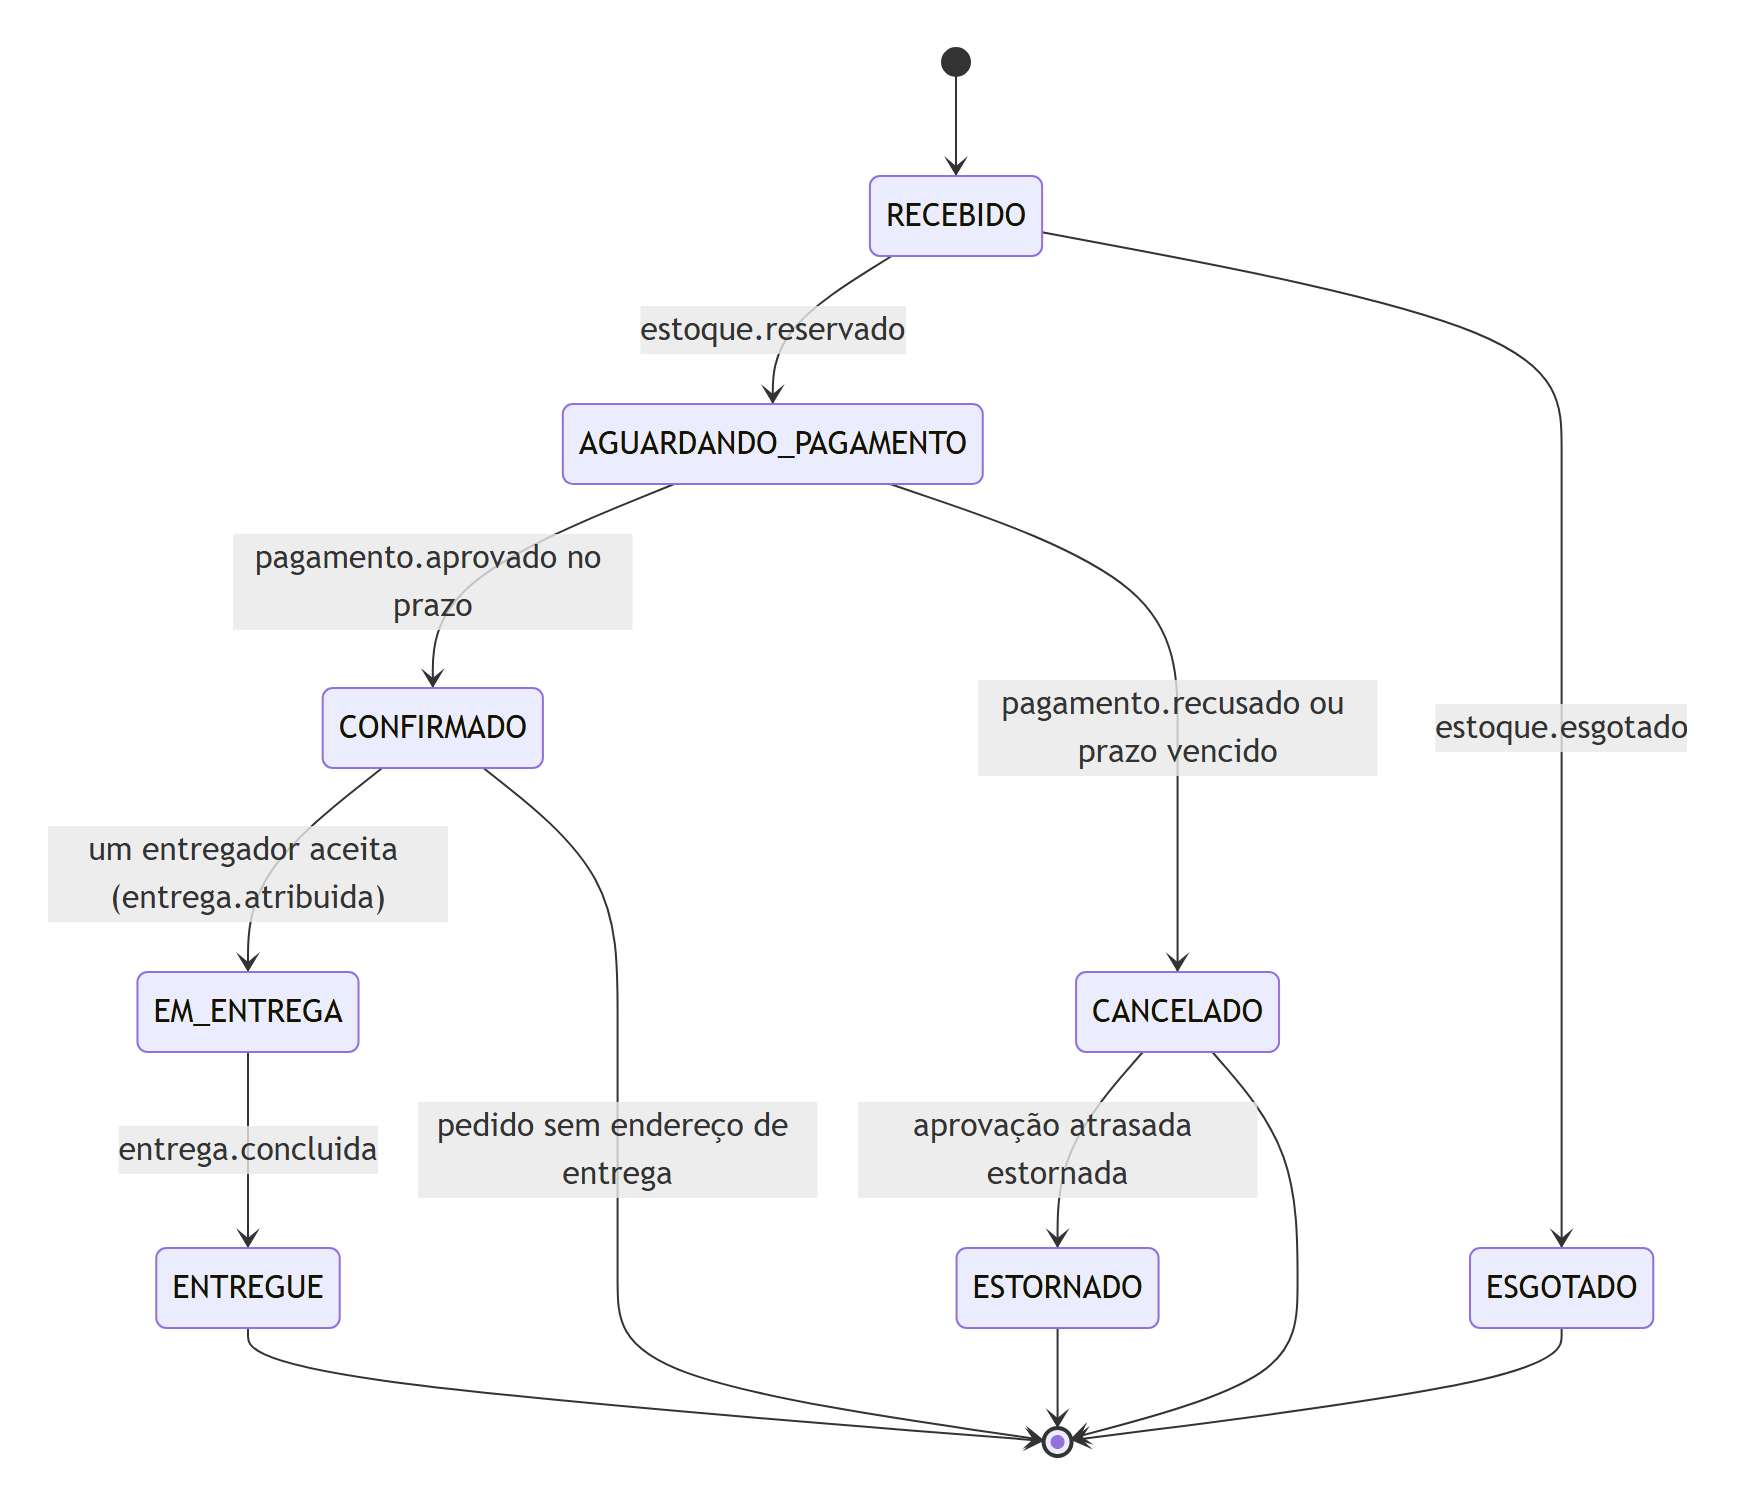 RECEBIDO
estoque.reservado
AGUARDANDO_PAGAMENTO
pagamento.aprovado no
prazo
pagamento.recusado ou
prazo vencido
estoque.esgotado
CONFIRMADO
um entregador aceita
(entrega.atribuida)
EM_ENTREGA
CANCELADO
entrega.concluida
pedido sem endereço de
entrega
aprovação atrasada
estornada
ENTREGUE
ESTORNADO
ESGOTADO